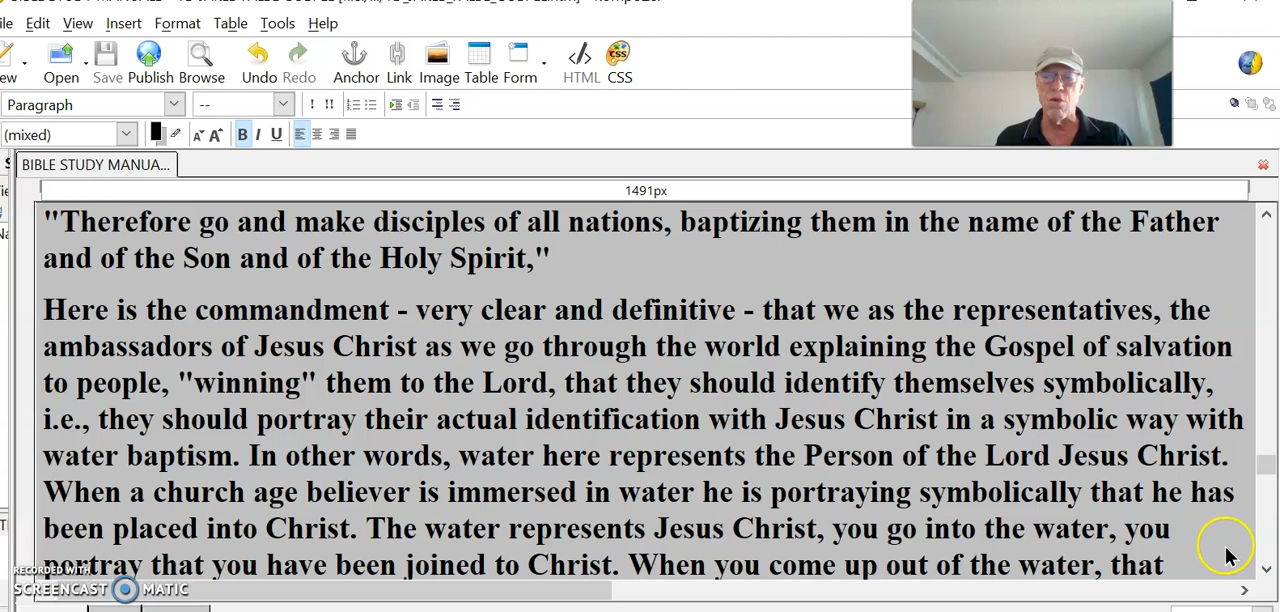 File Edit View Insert Format Table Tools Help
Open Save Publish Browse Undo Redo Anchor Link Image Table Form HTML CSS
Paragraph --
(mixed) B I U
BIBLE STUDY MANUA...
1491px
"Therefore go and make disciples of all nations, baptizing them in the name of the Father
and of the Son and of the Holy Spirit,"
Here is the commandment - very clear and definitive - that we as the representatives, the
ambassadors of Jesus Christ as we go through the world explaining the Gospel of salvation
to people, "winning" them to the Lord, that they should identify themselves symbolically,
i.e., they should portray their actual identification with Jesus Christ in a symbolic way with
water baptism. In other words, water here represents the Person of the Lord Jesus Christ.
When a church age believer is immersed in water he is portraying symbolically that he has
been placed into Christ. The water represents Jesus Christ, you go into the water, you
portray that you have been joined to Christ. When you come up out of the water, that
RECORDED WITH
SCREENCAST MATIC